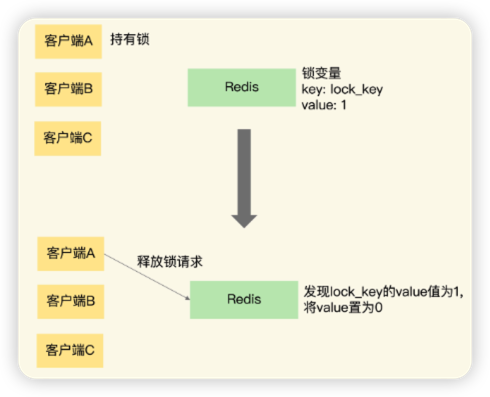 客户端A 持有锁
客户端B
客户端C
Redis
锁变量
key: lock_key
value: 1
客户端A
客户端B
客户端C
释放锁请求
Redis
发现lock_key的value值为1,
将value置为0